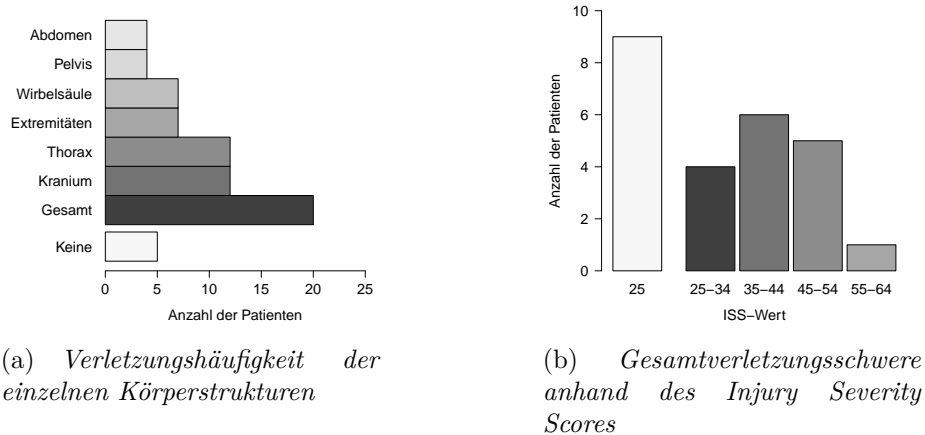 Abdomen
Pelvis
Wirbelsäule
Extremitäten
Thorax
Kranium
Gesamt
Keine
0 5 10 15 20 25
Anzahl der Patienten
(a) Verletzungshäufigkeit der
einzelnen Körperstrukturen
10
8
6
4
2
0
Anzahl der Patienten
25 25–34 35–44 45–54 55–64
ISS–Wert
(b) Gesamtverletzungsschwere
anhand des Injury Severity
Scores